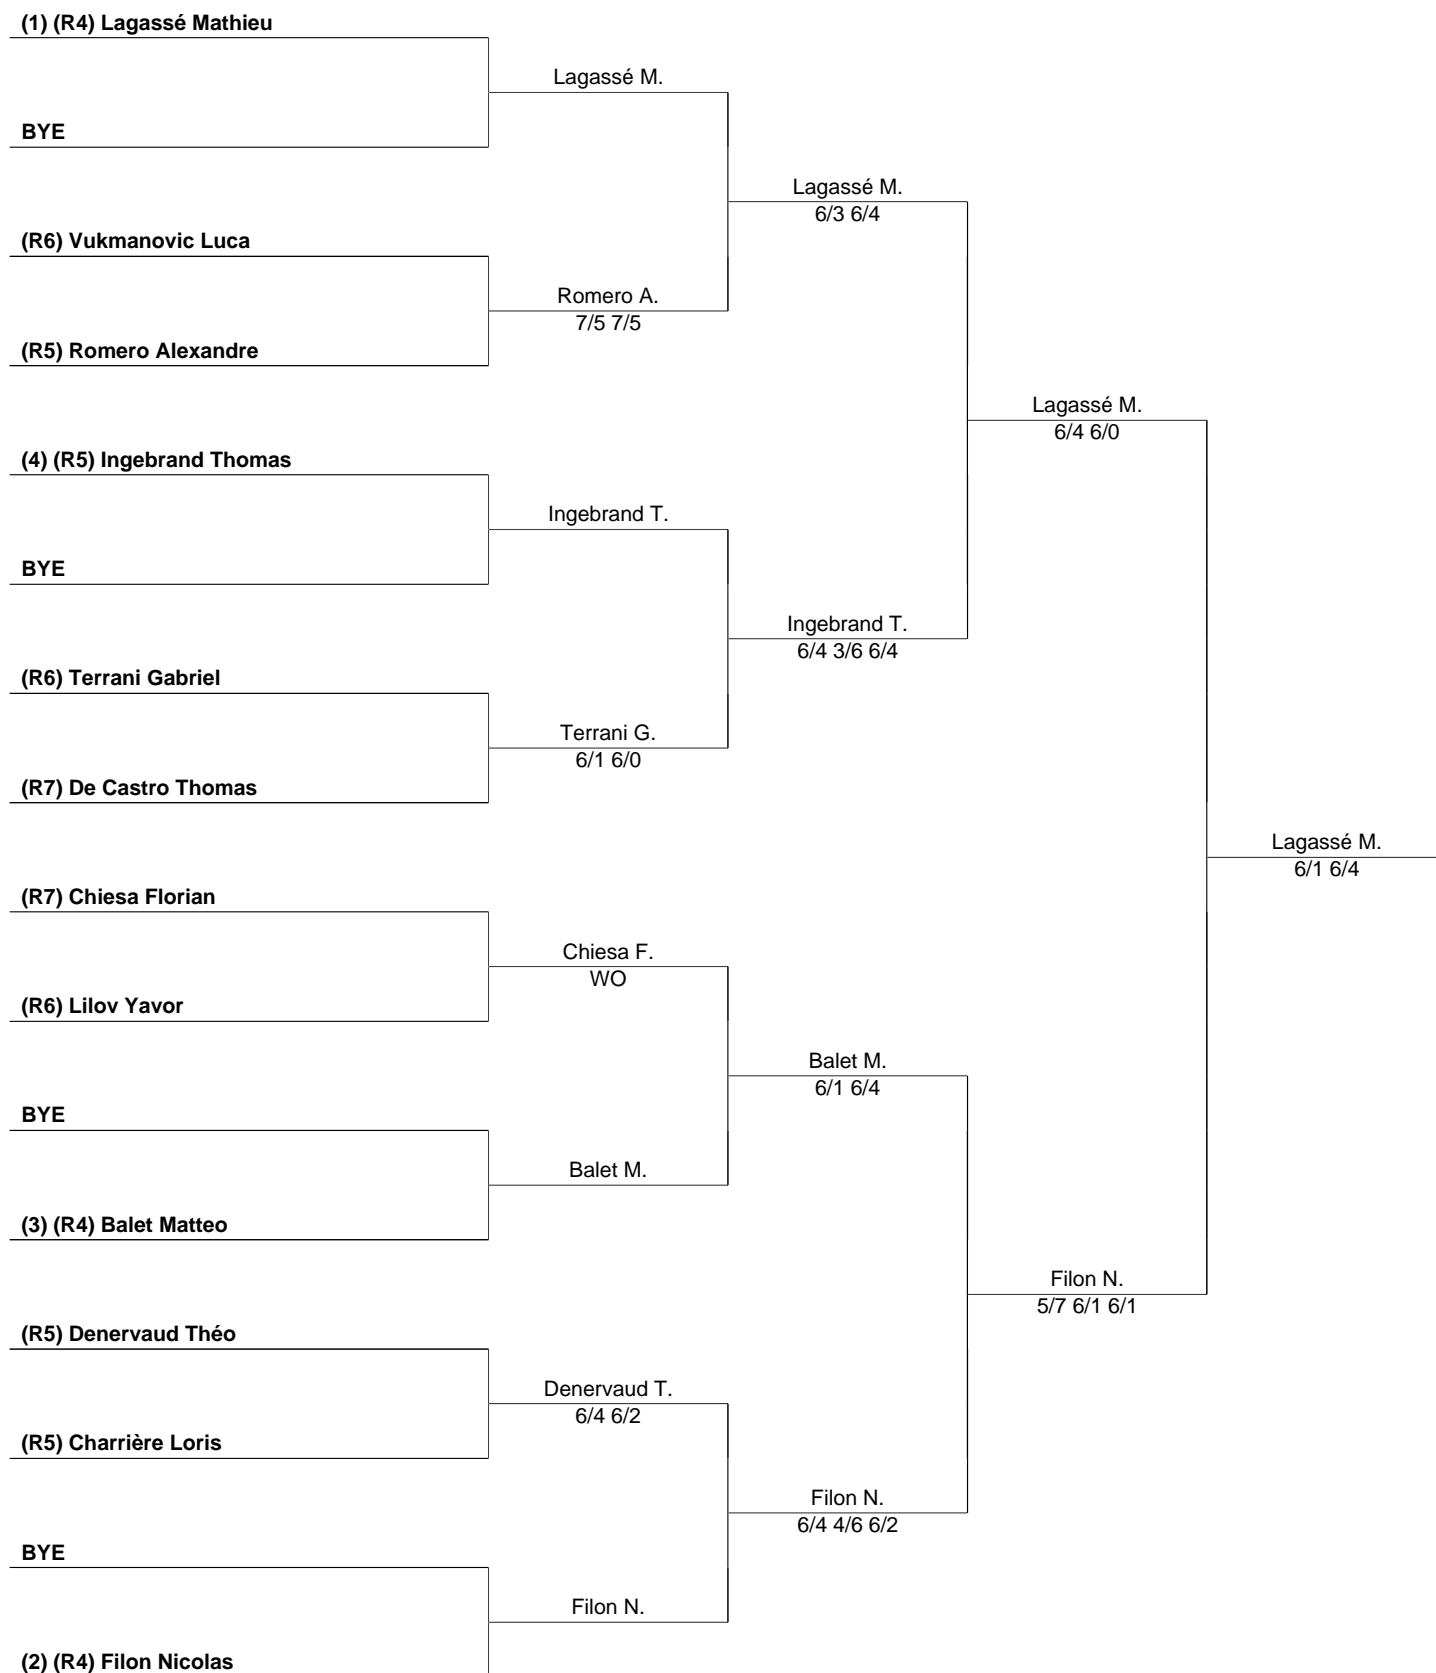 (1) (R4) Lagassé Mathieu
Lagassé M.
BYE
Lagassé M.
6/3 6/4
(R6) Vukmanovic Luca
Romero A.
7/5 7/5
(R5) Romero Alexandre
Lagassé M.
6/4 6/0
(4) (R5) Ingebrand Thomas
Ingebrand T.
BYE
Ingebrand T.
6/4 3/6 6/4
(R6) Terrani Gabriel
Terrani G.
6/1 6/0
(R7) De Castro Thomas
Lagassé M.
6/1 6/4
(R7) Chiesa Florian
Chiesa F.
WO
(R6) Lilov Yavor
Balet M.
6/1 6/4
BYE
Balet M.
(3) (R4) Balet Matteo
Filon N.
5/7 6/1 6/1
(R5) Denervaud Théo
Denervaud T.
6/4 6/2
(R5) Charrière Loris
Filon N.
6/4 4/6 6/2
BYE
Filon N.
(2) (R4) Filon Nicolas